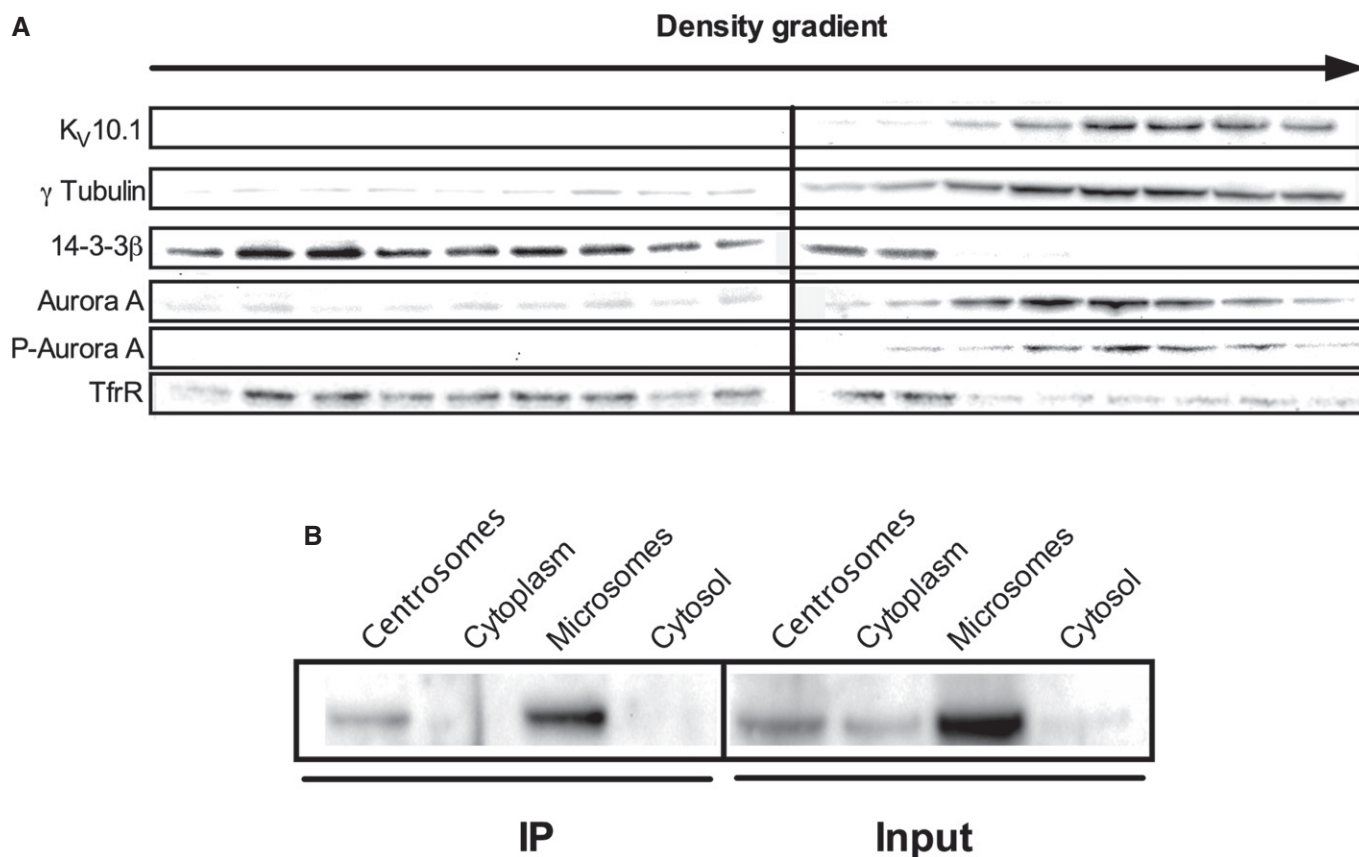 A
Density gradient
KV10.1
γ Tubulin
14-3-3β
Aurora A
P-Aurora A
TfrR
B
Centrosomes
Cytoplasm
Microsomes
Cytosol
Centrosomes
Cytoplasm
Microsomes
Cytosol
IP
Input